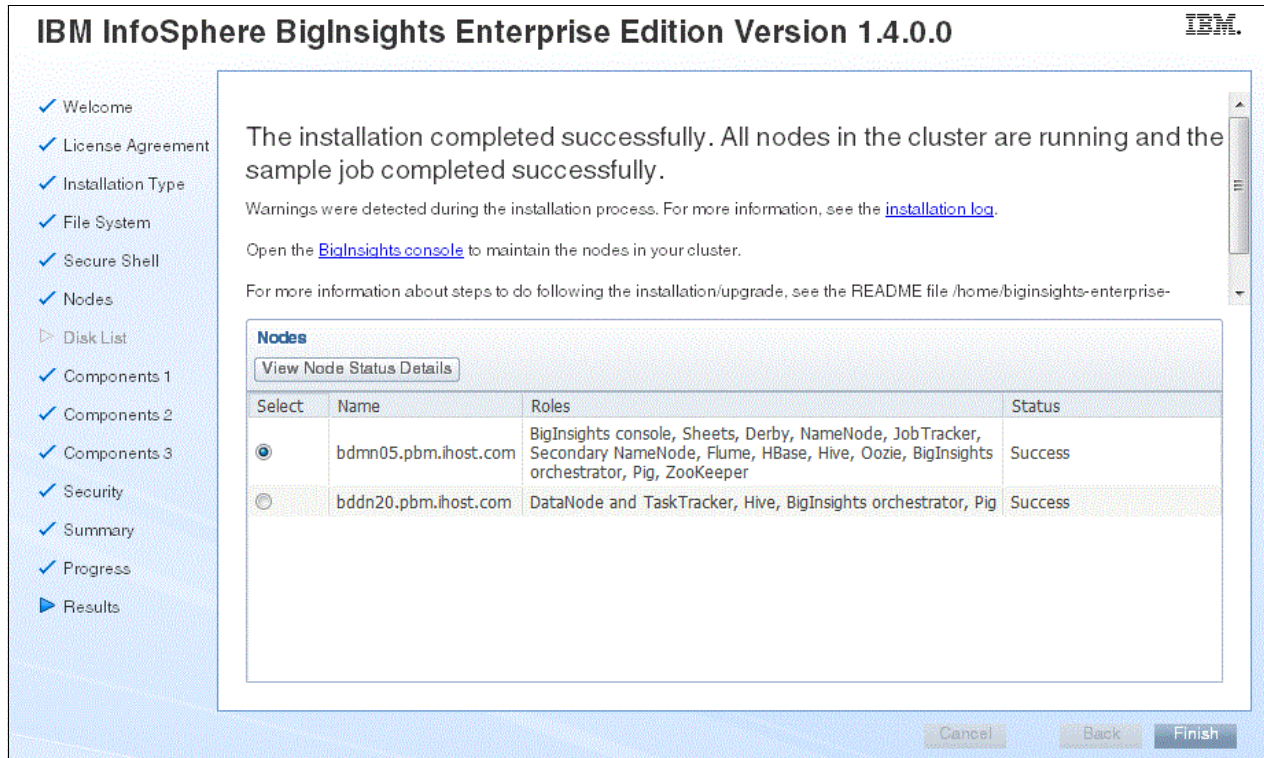 IBM InfoSphere BigInsights Enterprise Edition Version 1.4.0.0
IBM.
Welcome
License Agreement
Installation Type
File System
Secure Shell
Nodes
Disk List
Components 1
Components 2
Components 3
Security
Summary
Progress
Results
The installation completed successfully. All nodes in the cluster are running and the
sample job completed successfully.
Warnings were detected during the installation process. For more information, see the installation log.
Open the BigInsights console to maintain the nodes in your cluster.
For more information about steps to do following the installation/upgrade, see the README file /home/biginsights-enterprise-
Nodes
View Node Status Details
Select Name Roles Status
BigInsights console, Sheets, Derby, NameNode, JobTracker,
bdmn05.pbm.ihost.com Secondary NameNode, Flume, HBase, Hive, Oozie, BigInsights Success
orchestrator, Pig, ZooKeeper
bddn20.pbm.ihost.com DataNode and TaskTracker, Hive, BigInsights orchestrator, Pig Success
Cancel Back Finish